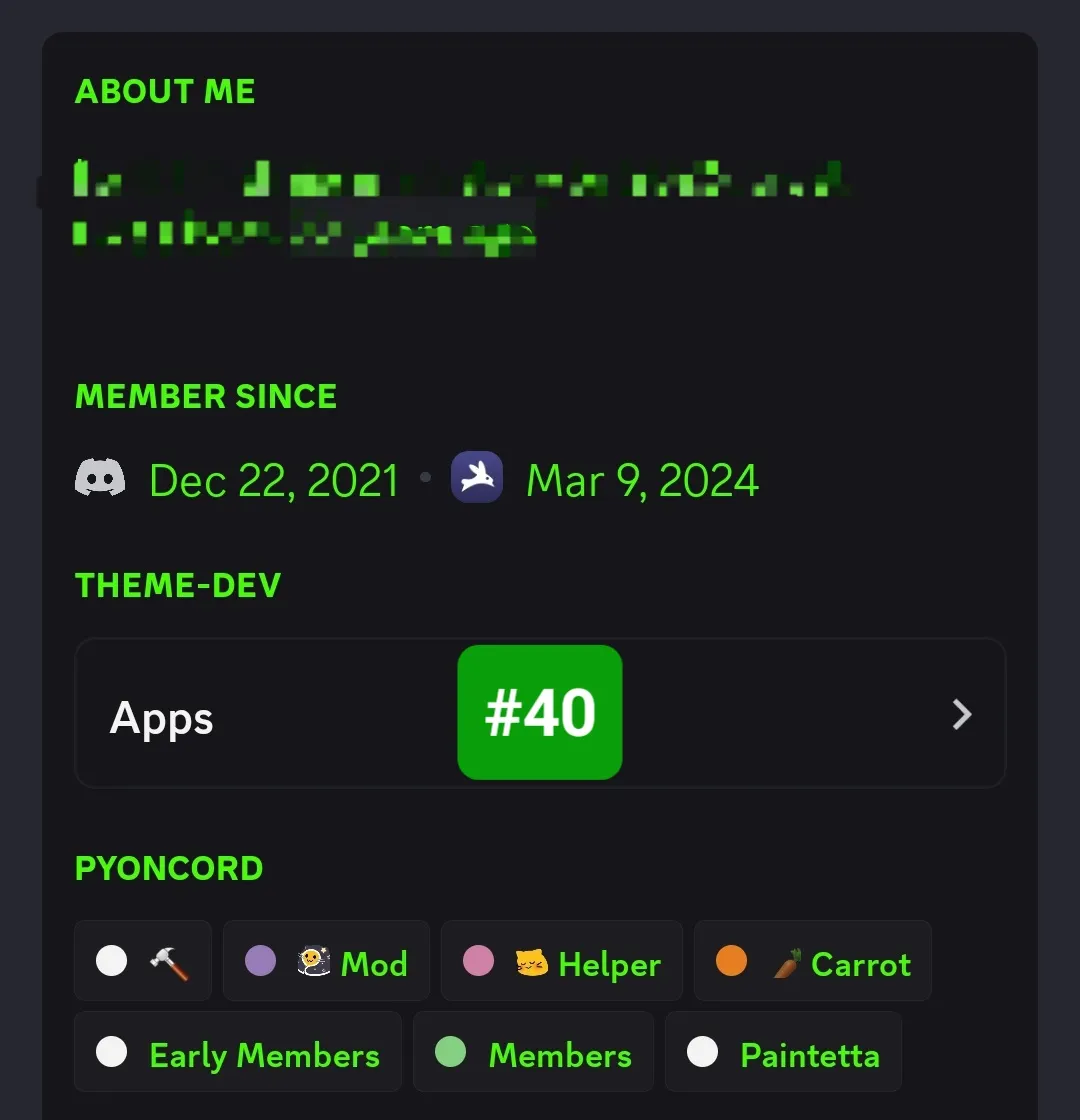 ABOUT ME
MEMBER SINCE
Dec 22, 2021 • Mar 9, 2024
THEME-DEV
Apps #40
PYONCORD
Mod Helper Carrot
Early Members Members Paintetta